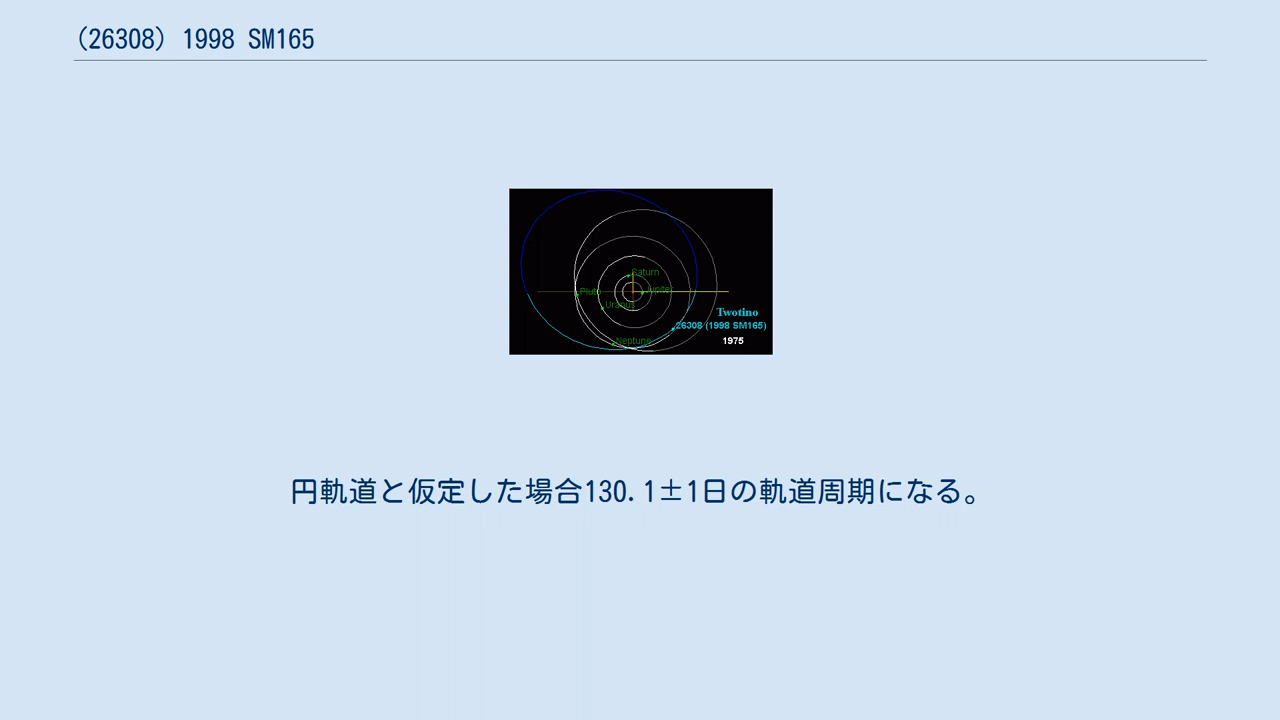 (26308) 1998 SM165
Saturn
Pluto
Jupiter
Uranus
Twotino
26308 (1998 SM165)
Neptune
1975
円軌道と仮定した場合130.1±1日の軌道周期になる。